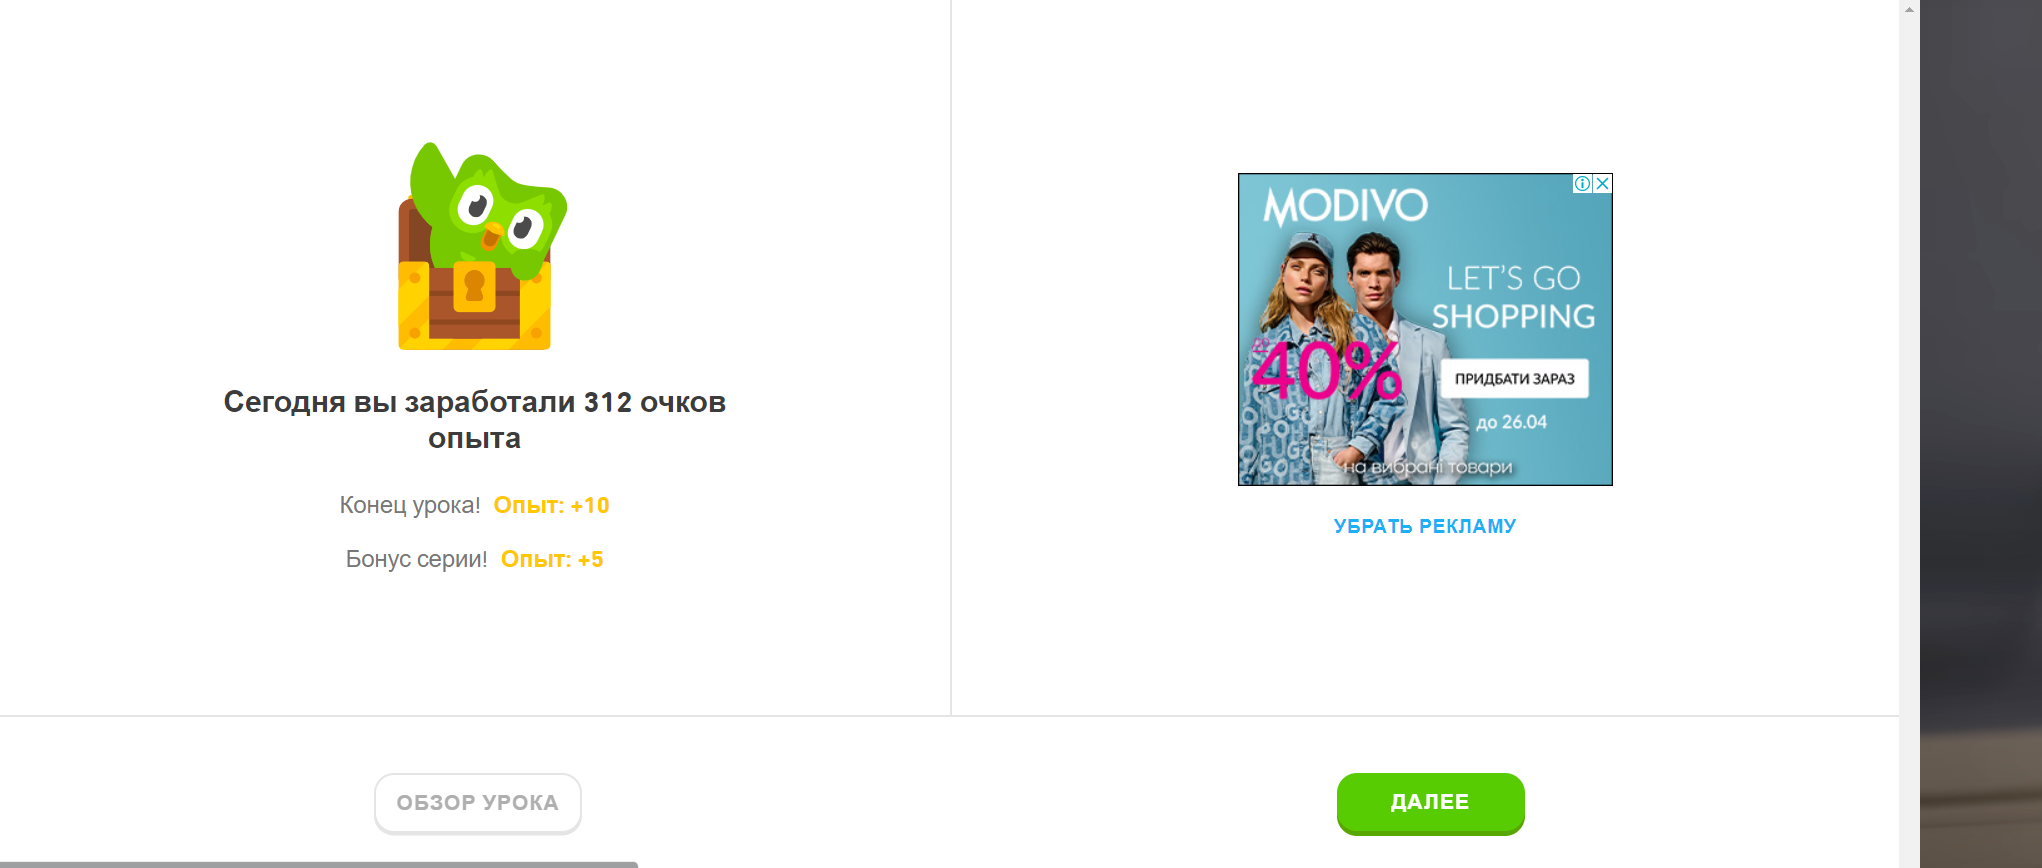 Сегодня вы заработали 312 очков
опыта
Конец урока! Опыт: +10
Бонус серии! Опыт: +5
MODIVO
LET'S GO
SHOPPING
40%
ПРИДБАТИ ЗАРАЗ
до 26.04
на вибрані товари
УБРАТЬ РЕКЛАМУ
ОБЗОР УРОКА
ДАЛЕЕ